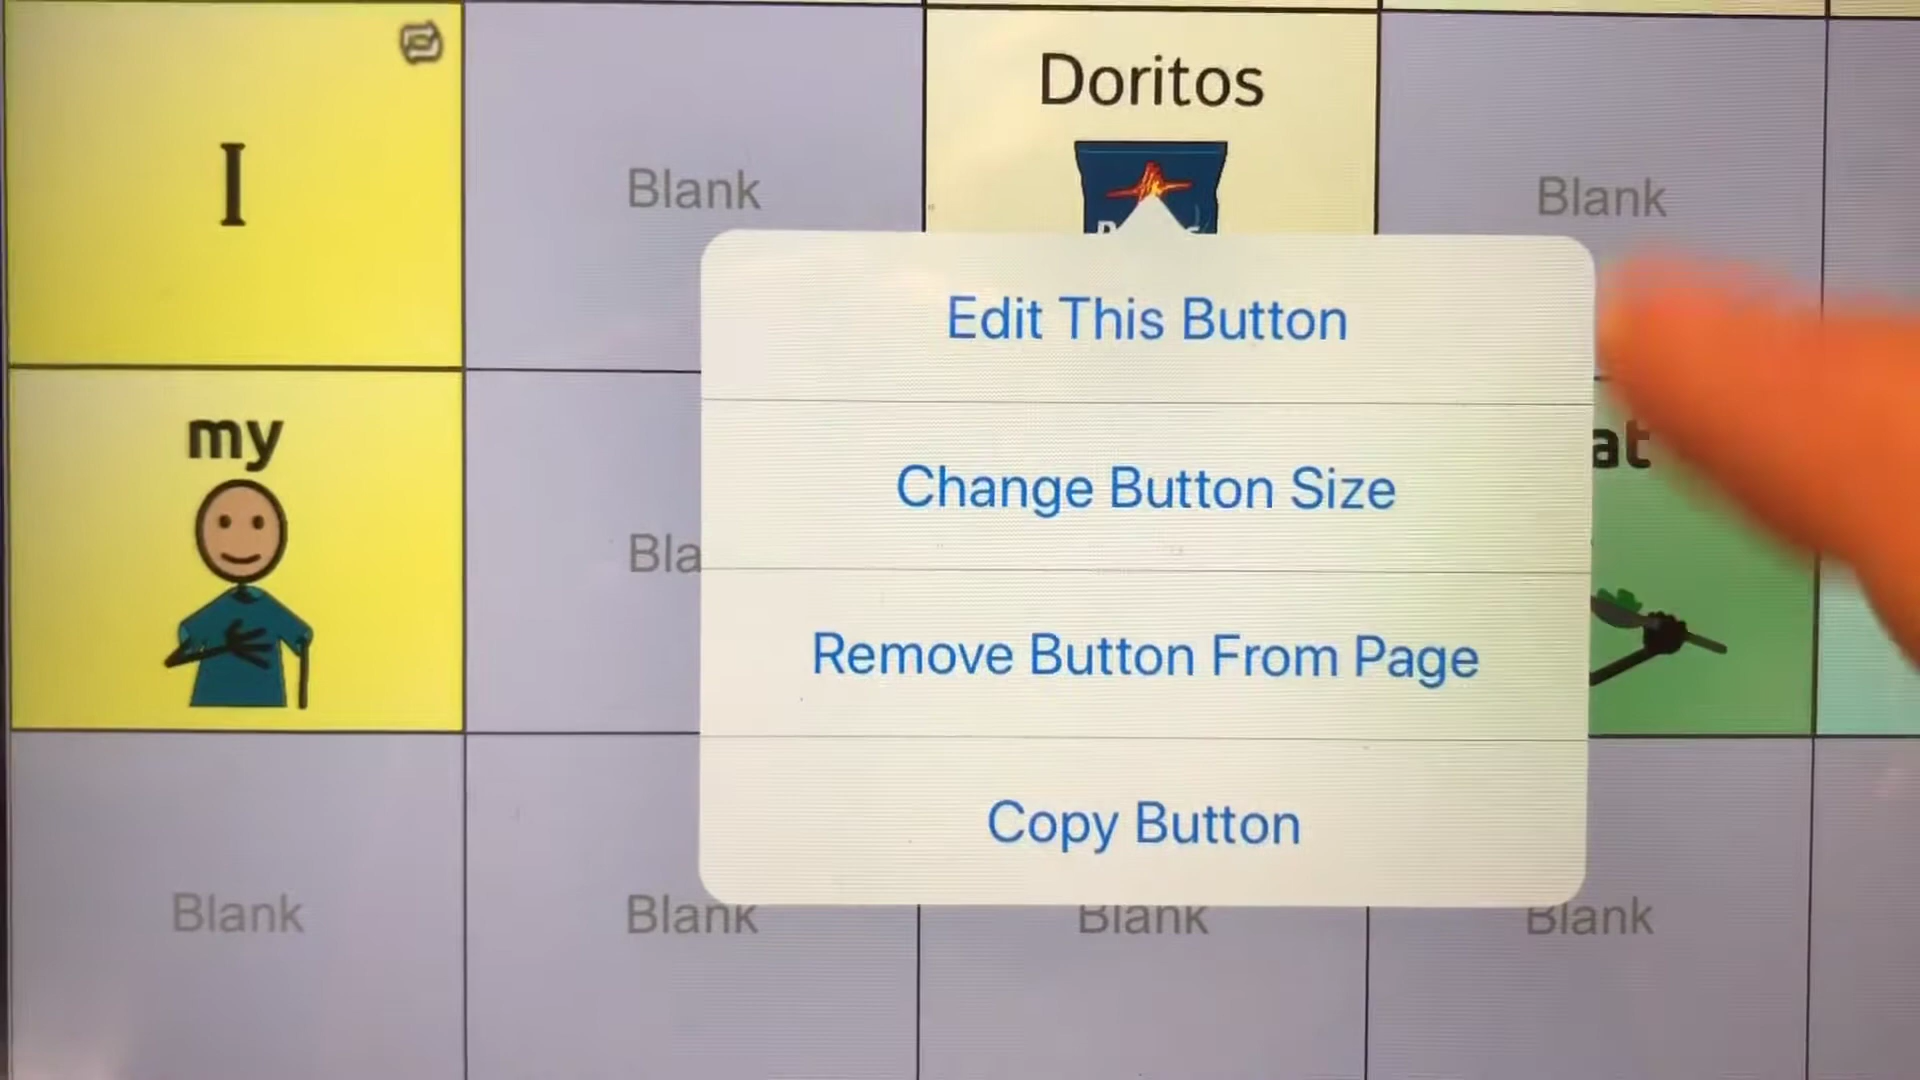 Doritos
I
Blank
Blank
Edit This Button
my
at
Change Button Size
Bla
Remove Button From Page
Copy Button
Blank
Blank
Blank
Blank